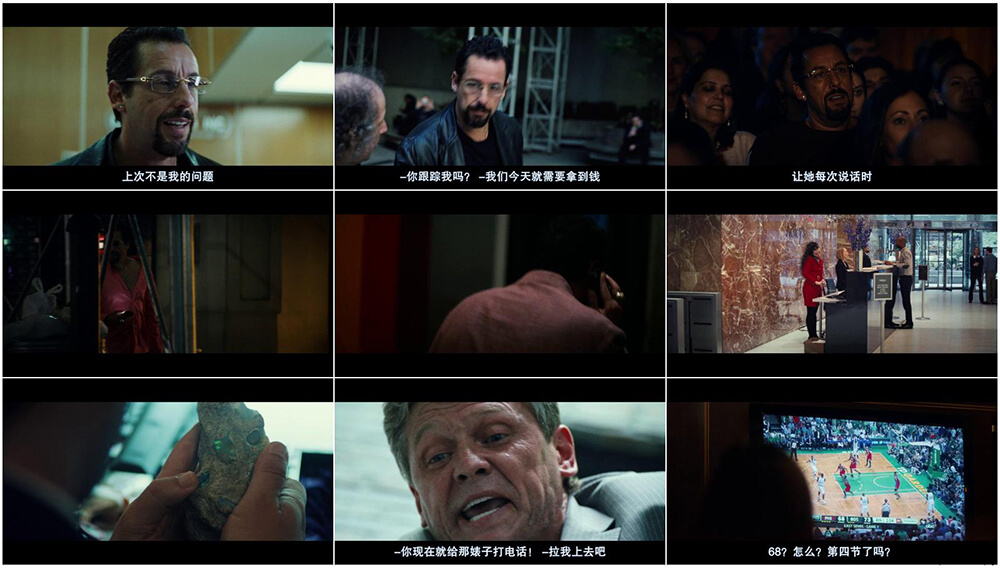 上次不是我的问题
-你跟踪我吗? -我们今天就需要拿到钱
让她每次说话时
-你现在就给那婊子打电话! -拉我上去吧
68? 怎么? 第四节了吗?